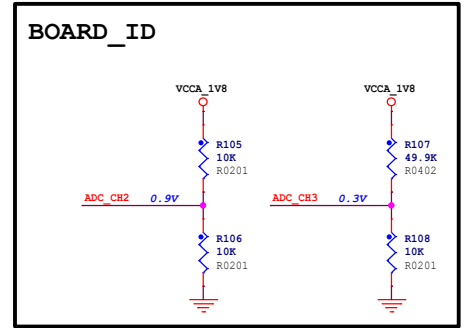 BOARD_ID
VCCA_1V8
VCCA_1V8
R105
10K
R0201
R107
49.9K
R0402
ADC_CH2 0.9V
ADC_CH3 0.3V
R106
10K
R0201
R108
10K
R0201